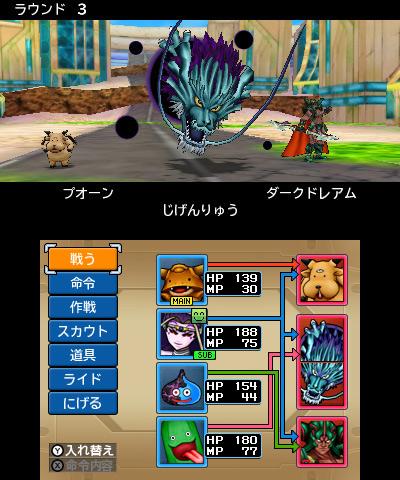 ラウンド 3
プオーン
ダークドレアム
じげんりゅう
戦う
命令
作戦
スカウト
道具
ライド
にげる
Ⓨ入れ替え
Ⓧ命令内容
HP 139
MP 30
MAIN
HP 188
MP 75
SUB
HP 154
MP 44
HP 180
MP 77